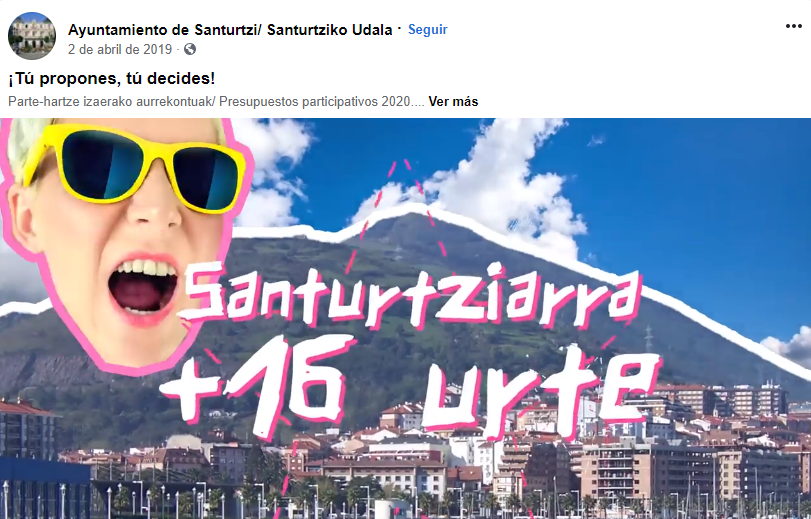 Ayuntamiento de Santurtzi/ Santurtziko Udala · Seguir
2 de abril de 2019 ·
¡Tú propones, tú decides!
Parte-hartze izaerako aurrekontuak/ Presupuestos participativos 2020.... Ver más
Santurtziarra
+16 urte